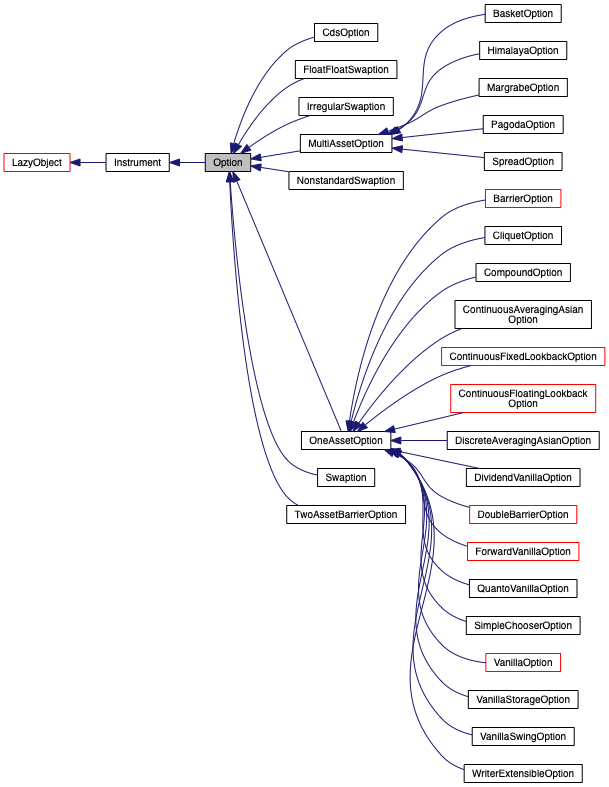 LazyObject
Instrument
Option
CdsOption
FloatFloatSwaption
IrregularSwaption
MultiAssetOption
NonstandardSwaption
OneAssetOption
Swaption
TwoAssetBarrierOption
BasketOption
HimalayaOption
MargrabeOption
PagodaOption
SpreadOption
BarrierOption
CliquetOption
CompoundOption
ContinuousAveragingAsian
Option
ContinuousFixedLookbackOption
ContinuousFloatingLookback
Option
DiscreteAveragingAsianOption
DividendVanillaOption
DoubleBarrierOption
ForwardVanillaOption
QuantoVanillaOption
SimpleChooserOption
VanillaOption
VanillaStorageOption
VanillaSwingOption
WriterExtensibleOption